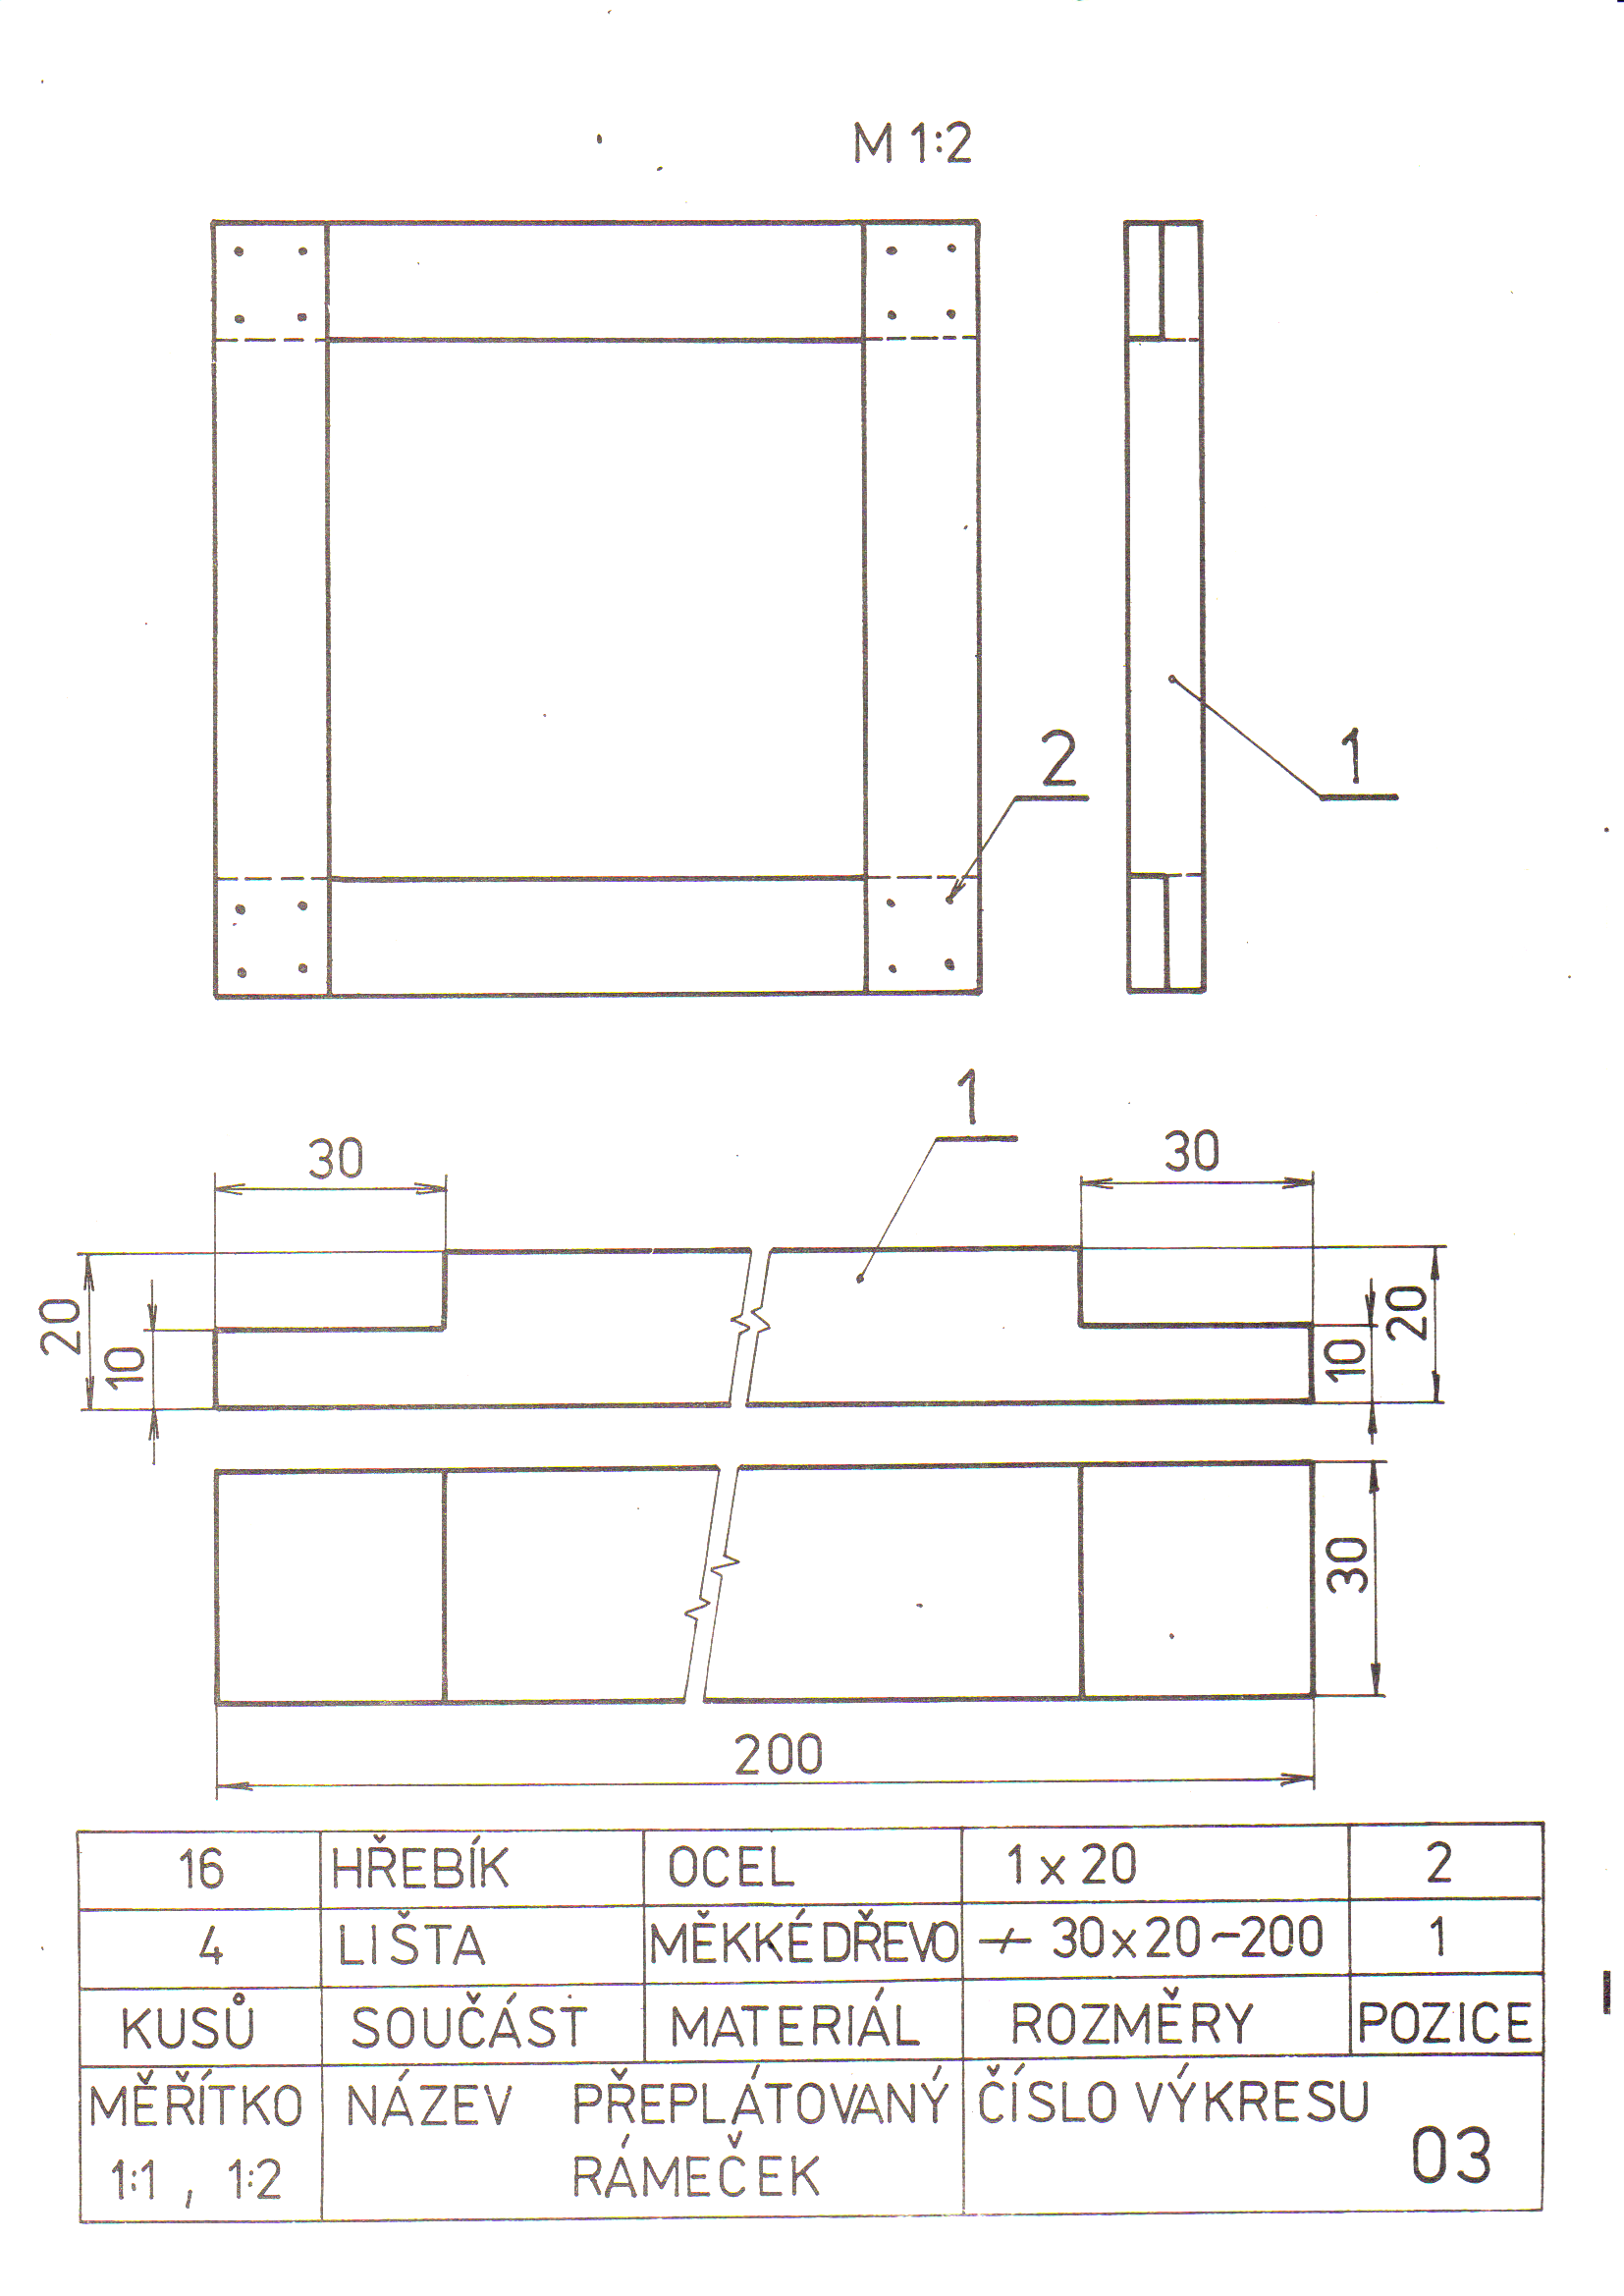 M 1:2
2
1
1
30
30
20
10
10
20
30
200
16 HŘEBÍK OCEL 1 x 20 2
4 LIŠTA MĚKKÉ DŘEVO ⌿ 30 x 20 – 200 1
KUSŮ SOUČÁST MATERIÁL ROZMĚRY POZICE
MĚŘÍTKO NÁZEV PŘEPLÁTOVANÝ ČÍSLO VÝKRESU
1:1 , 1:2 RÁMEČEK 03